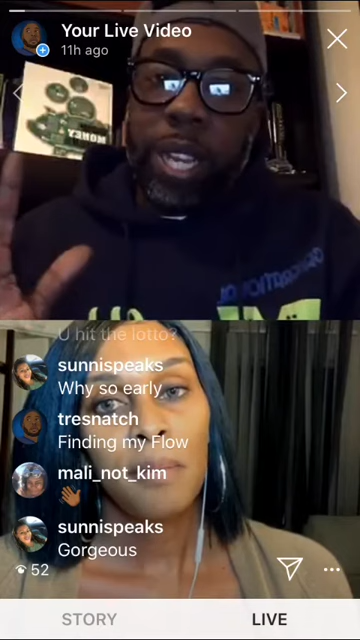 Your Live Video
11h ago
MONEY
U hit the lotto?
sunnispeaks
Why so early
tresnatch
Finding my Flow
mali_not_kim
👋🏾
sunnispeaks
Gorgeous
52
STORY
LIVE